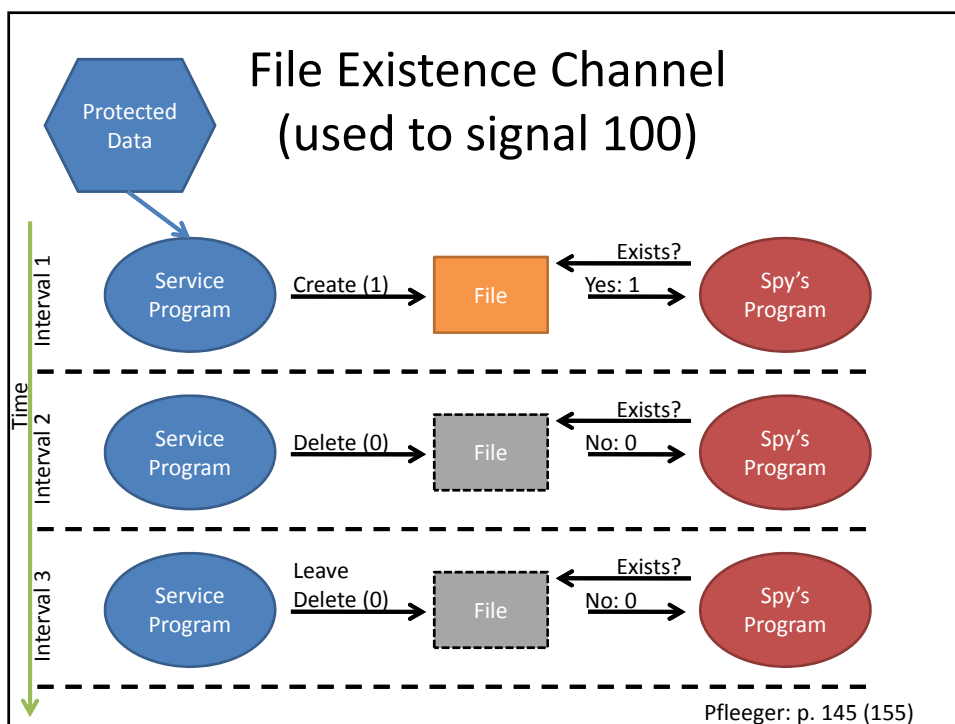 File Existence Channel
(used to signal 100)
Protected
Data
Time
Interval 1
Service
Program
Create (1)
File
Exists?
Yes: 1
Spy's
Program
Interval 2
Service
Program
Delete (0)
File
Exists?
No: 0
Spy's
Program
Interval 3
Service
Program
Leave
Delete (0)
File
Exists?
No: 0
Spy's
Program
Pfleeger: p. 145 (155)